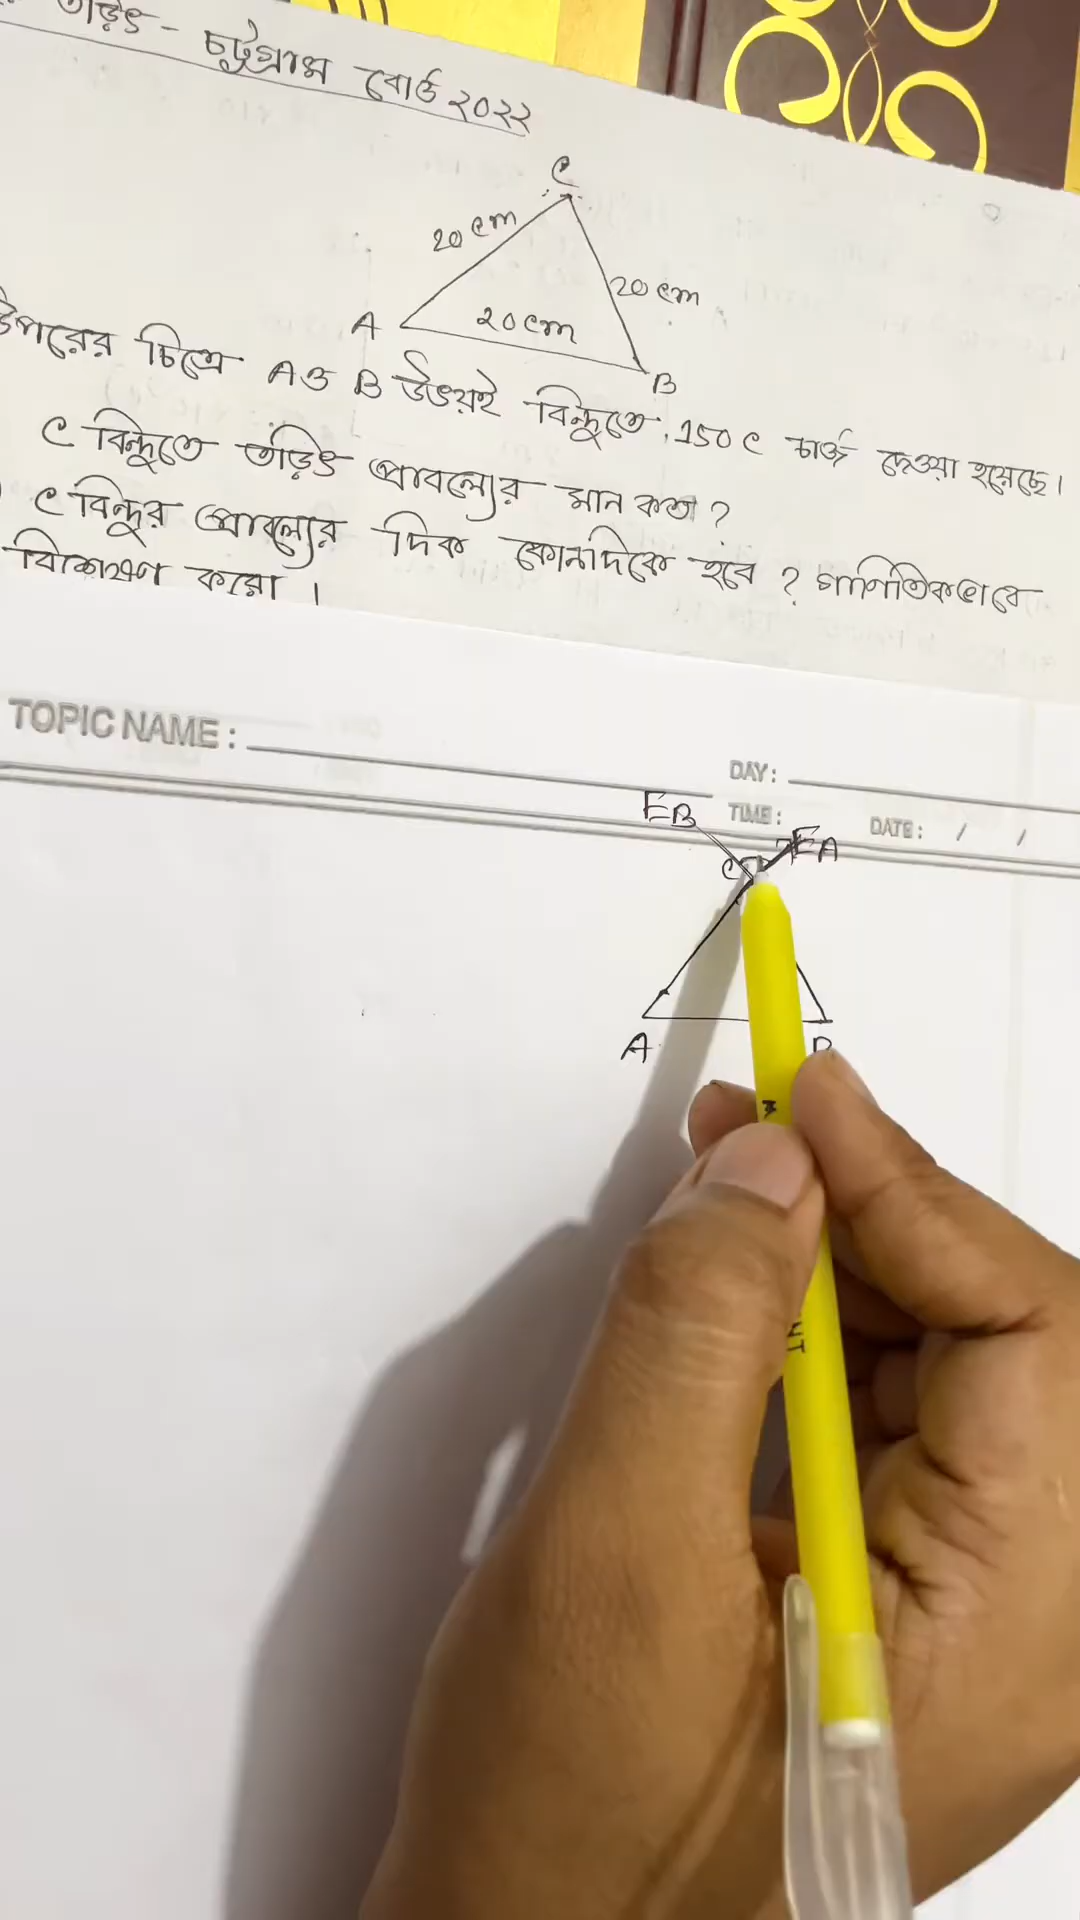 তড়িৎ - চট্টগ্রাম বোর্ড ২০২২
C
20 cm
20 cm
20 cm
A
B
উপরের চিত্রে A ও B উভয়ই বিন্দুতে 150 C চার্জ দেওয়া হয়েছে।
C বিন্দুতে তড়িৎ প্রাবল্যের মান কত ?
C বিন্দুর প্রাবল্যের দিক কোনদিকে হবে ? গাণিতিকভাবে
বিশ্লেষণ করো ।
TOPIC NAME :
DAY :
TIME :
DATE : / /
EB
EA
C
A